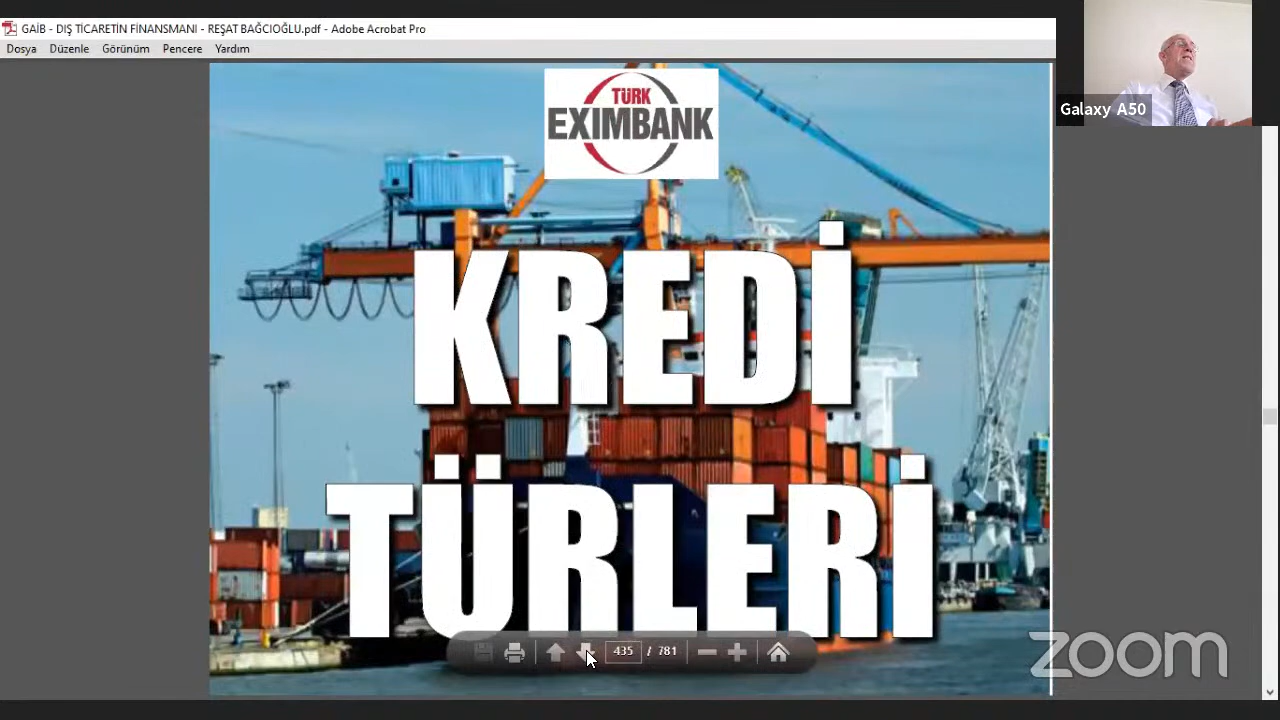 GAİB - DIŞ TİCARETİN FİNANSMANI - REŞAT BAĞCIOĞLU.pdf - Adobe Acrobat Pro
Dosya Düzenle Görünüm Pencere Yardım
Galaxy A50
TÜRK
EXIMBANK
KREDİ
TÜRLERİ
435 / 781
zoom